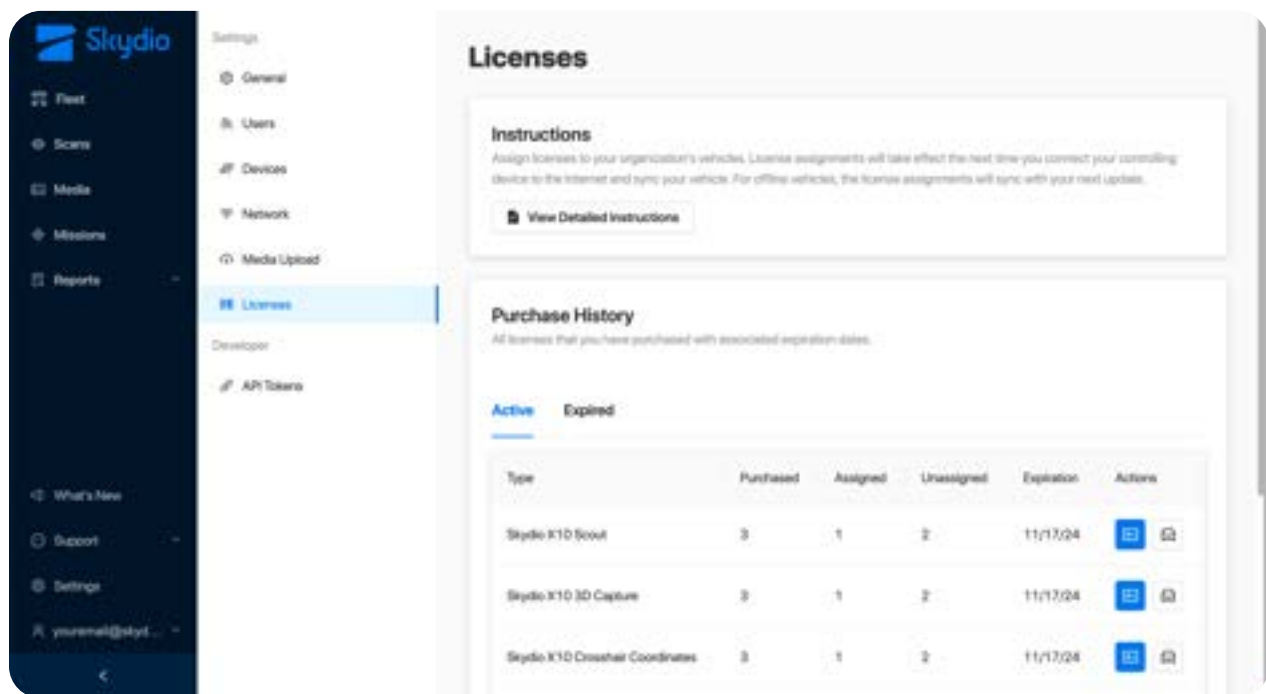 Skydio
Fleet
Scans
Media
Missions
Reports
What's New
Support
Settings
youremail@skyd...
Settings
General
Users
Devices
Network
Media Upload
Licenses
Developer
API Tokens
Licenses
Instructions
Assign licenses to your organization's vehicles. License assignments will take effect the next time you connect your controlling
device to the internet and sync your vehicle. For offline vehicles, the license assignments will sync with your next update.
View Detailed Instructions
Purchase History
All licenses that you have purchased with associated expiration dates.
Active Expired
Type Purchased Assigned Unassigned Expiration Actions
Skydio X10 Scout 3 1 2 11/17/24
Skydio X10 3D Capture 3 1 2 11/17/24
Skydio X10 Crosshair Coordinates 3 1 2 11/17/24